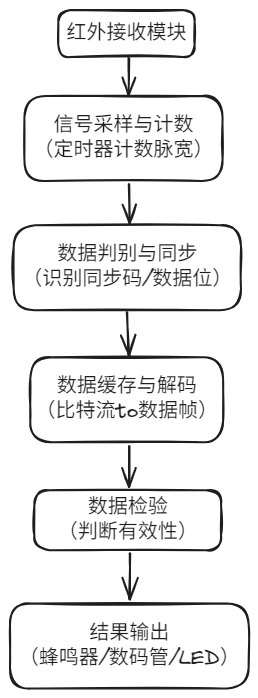 红外接收模块
信号采样与计数
（定时器计数脉宽）
数据判别与同步
（识别同步码/数据位）
数据缓存与解码
（比特流to数据帧）
数据检验
（判断有效性）
结果输出
（蜂鸣器/数码管/LED）